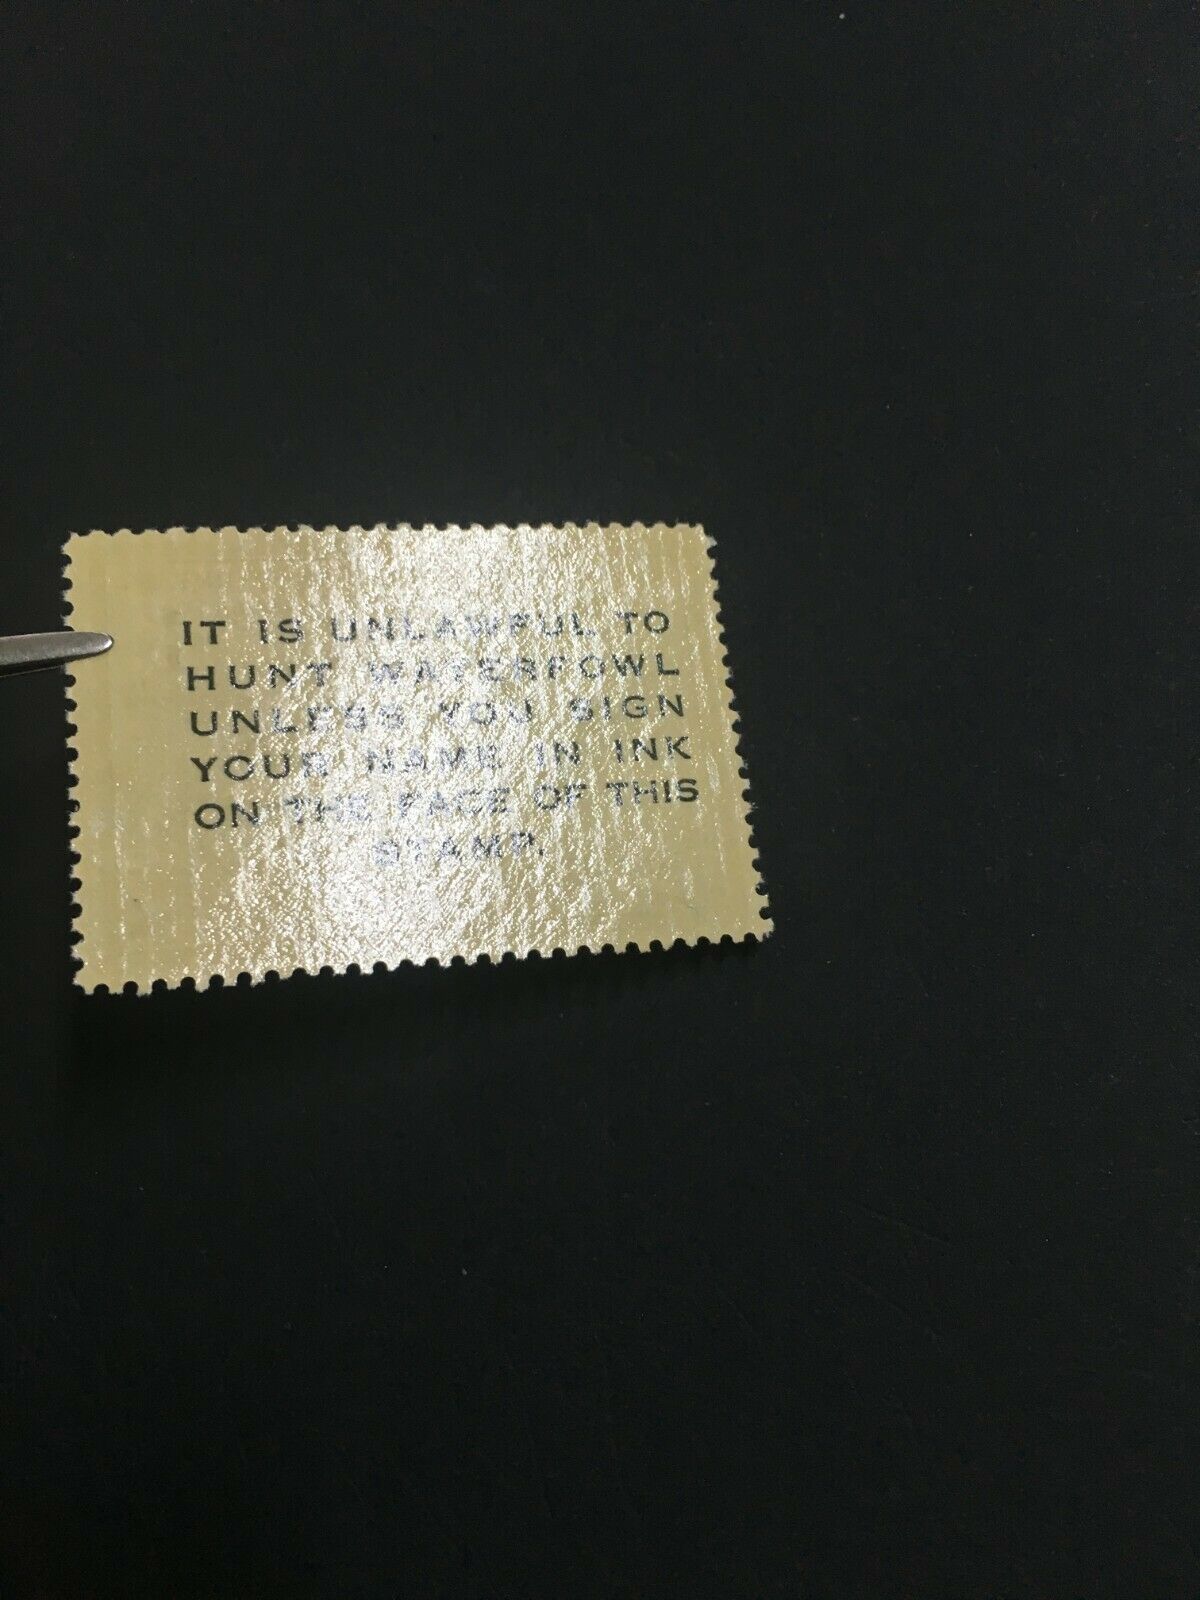 IT IS UNLAWFUL TO
HUNT WATERFOWL
UNLESS YOU SIGN
YOUR NAME IN INK
ON THE FACE OF THIS
STAMP.